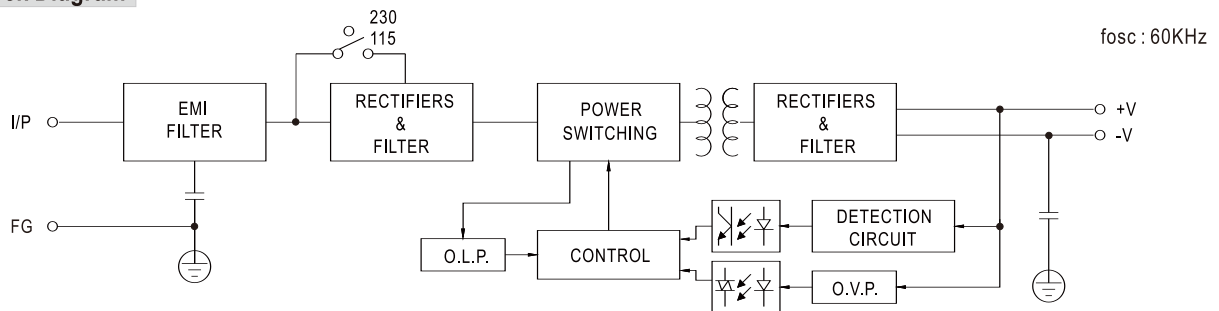 230
115
fosc : 60KHz
I/P
EMI
FILTER
RECTIFIERS
&
FILTER
POWER
SWITCHING
RECTIFIERS
&
FILTER
+V
-V
FG
O.L.P.
CONTROL
DETECTION
CIRCUIT
O.V.P.